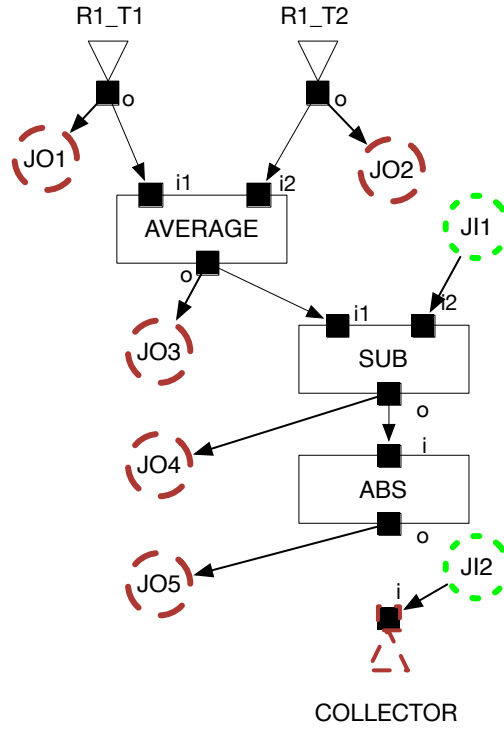 R1_T1 R1_T2
o o
JO1 JO2
i1 i2
AVERAGE
JI1
o
i1 i2
JO3
SUB
o
i
JO4
ABS
o
JI2
JO5
i
COLLECTOR